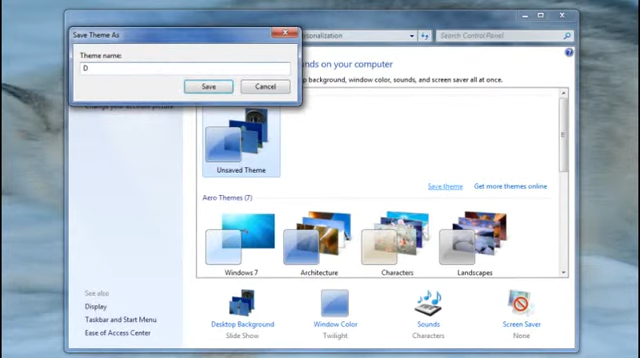 Save Theme As
Theme name:
D
Save
Cancel
Search Control Panel
on your computer
background, window color, sounds, and screen saver all at once.
Unsaved Theme
Save theme
Get more themes online
Aero Themes (7)
Windows 7
Architecture
Characters
Landscapes
See also
Display
Taskbar and Start Menu
Ease of Access Center
Desktop Background
Slide Show
Window Color
Twilight
Sounds
Characters
Screen Saver
None